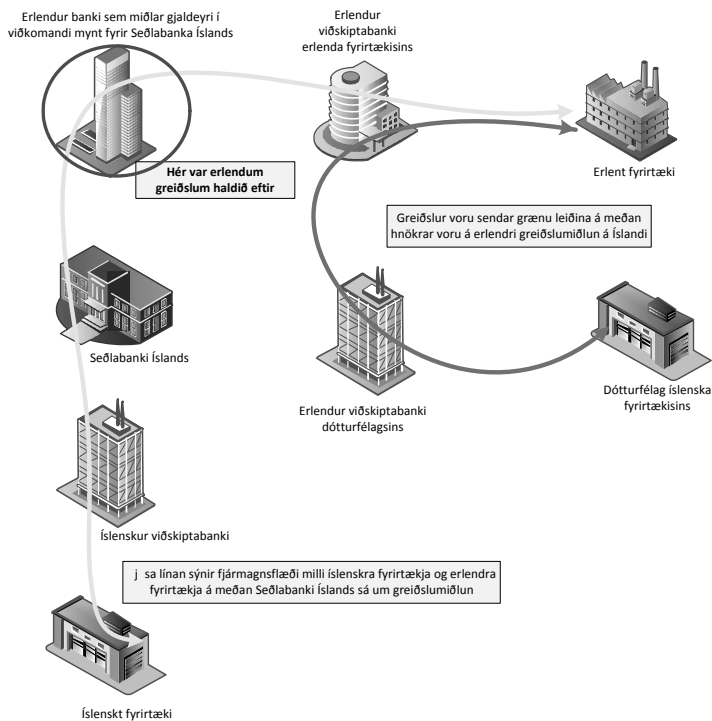 Erlendur banki sem miðlar gjaldeyri í
viðkomandi mynt fyrir Seðlabanka Íslands
Erlendur
viðskiptabanki
erlenda fyrirtækisins
Hér var erlendum
greiðslum haldið eftir
Erlent fyrirtæki
Greiðslur voru sendar grænu leiðina á meðan
hnökrar voru á erlendri greiðslumiðlun á Íslandi
Seðlabanki Íslands
Erlendur viðskiptabanki
dótturfélagsins
Dótturfélag íslenska
fyrirtækisins
Íslenskur viðskiptabanki
j sa línan sýnir fjármagnsflæði milli íslenskra fyrirtækja og erlendra
fyrirtækja á meðan Seðlabanki Íslands sá um greiðslumiðlun
Íslenskt fyrirtæki